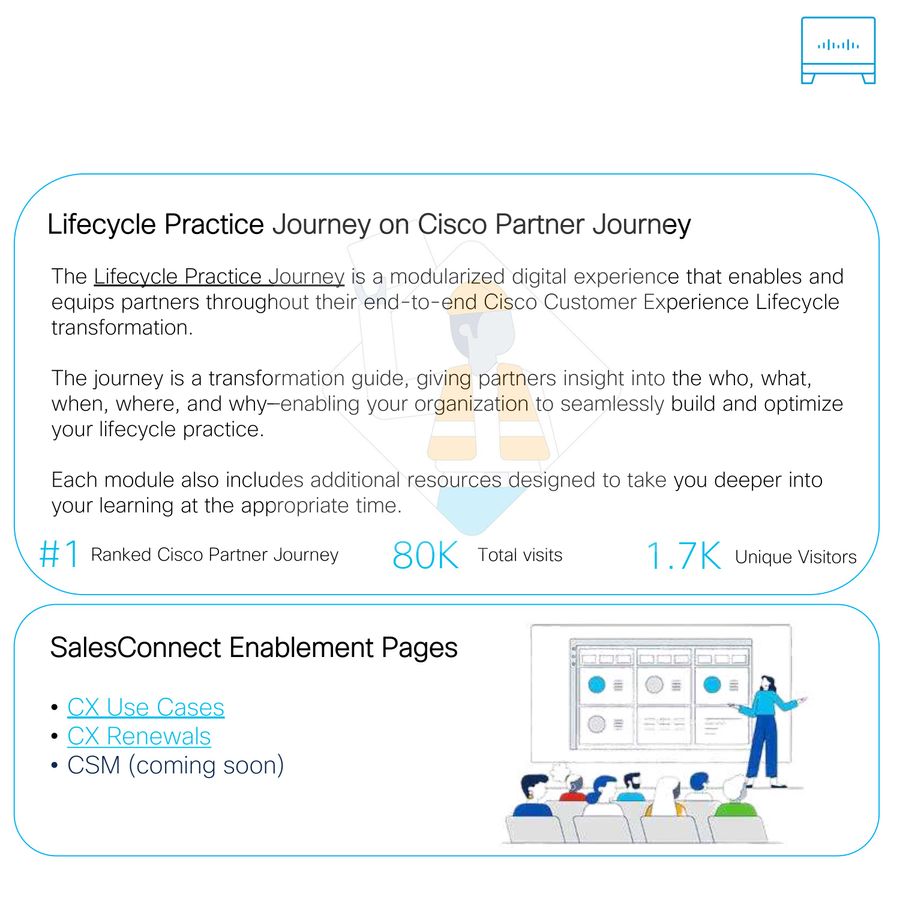 Lifecycle Practice Journey on Cisco Partner Journey
The Lifecycle Practice Journey is a modularized digital experience that enables and
equips partners throughout their end-to-end Cisco Customer Experience Lifecycle
transformation.
The journey is a transformation guide, giving partners insight into the who, what,
when, where, and why–enabling your organization to seamlessly build and optimize
your lifecycle practice.
Each module also includes additional resources designed to take you deeper into
your learning at the appropriate time.
#1 Ranked Cisco Partner Journey 80K Total visits 1.7K Unique Visitors
SalesConnect Enablement Pages
• CX Use Cases
• CX Renewals
• CSM (coming soon)